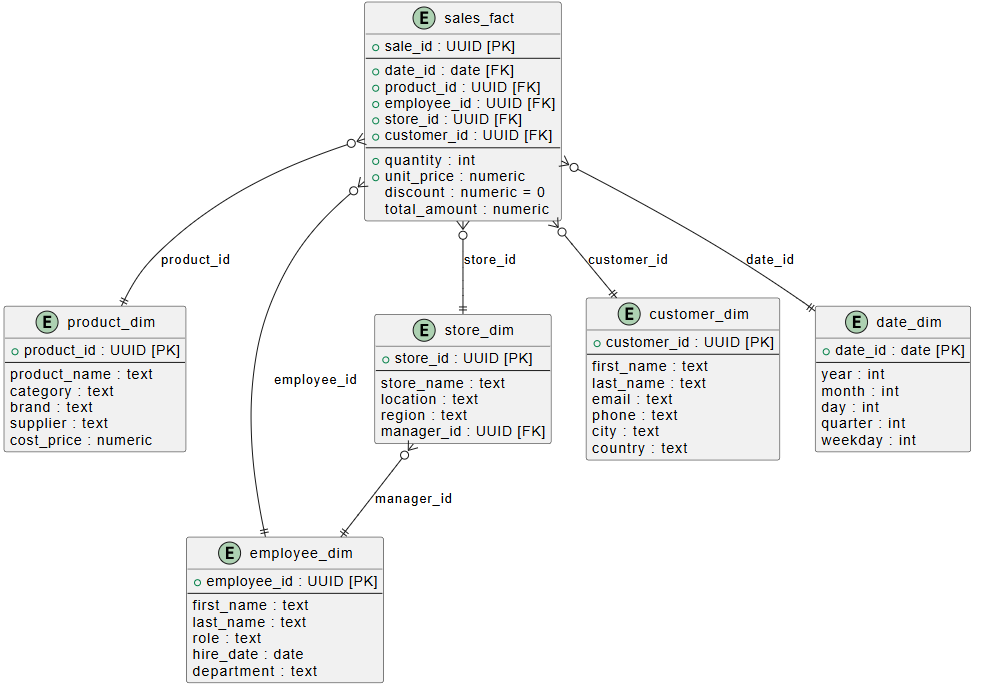 E sales_fact
sale_id : UUID [PK]
date_id : date [FK]
product_id : UUID [FK]
employee_id : UUID [FK]
store_id : UUID [FK]
customer_id : UUID [FK]
quantity : int
unit_price : numeric
discount : numeric = 0
total_amount : numeric
product_id
store_id
customer_id
date_id
E product_dim
product_id : UUID [PK]
product_name : text
category : text
brand : text
supplier : text
cost_price : numeric
employee_id
E store_dim
store_id : UUID [PK]
store_name : text
location : text
region : text
manager_id : UUID [FK]
E customer_dim
customer_id : UUID [PK]
first_name : text
last_name : text
email : text
phone : text
city : text
country : text
E date_dim
date_id : date [PK]
year : int
month : int
day : int
quarter : int
weekday : int
manager_id
E employee_dim
employee_id : UUID [PK]
first_name : text
last_name : text
role : text
hire_date : date
department : text